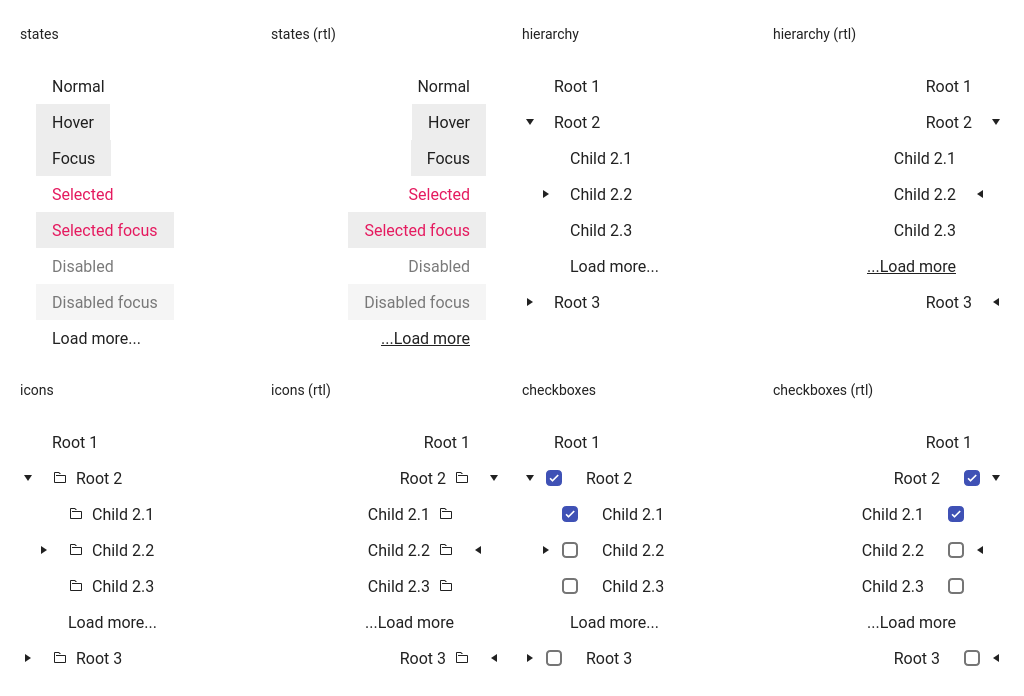 states
Normal
Hover
Focus
Selected
Selected focus
Disabled
Disabled focus
Load more...
states (rtl)
Normal
Hover
Focus
Selected
Selected focus
Disabled
Disabled focus
...Load more
hierarchy
Root 1
Root 2
Child 2.1
Child 2.2
Child 2.3
Load more...
Root 3
hierarchy (rtl)
Root 1
Root 2
Child 2.1
Child 2.2
Child 2.3
...Load more
Root 3
icons
Root 1
Root 2
Child 2.1
Child 2.2
Child 2.3
Load more...
Root 3
icons (rtl)
Root 1
Root 2
Child 2.1
Child 2.2
Child 2.3
...Load more
Root 3
checkboxes
Root 1
Root 2
Child 2.1
Child 2.2
Child 2.3
Load more...
Root 3
checkboxes (rtl)
Root 1
Root 2
Child 2.1
Child 2.2
Child 2.3
...Load more
Root 3